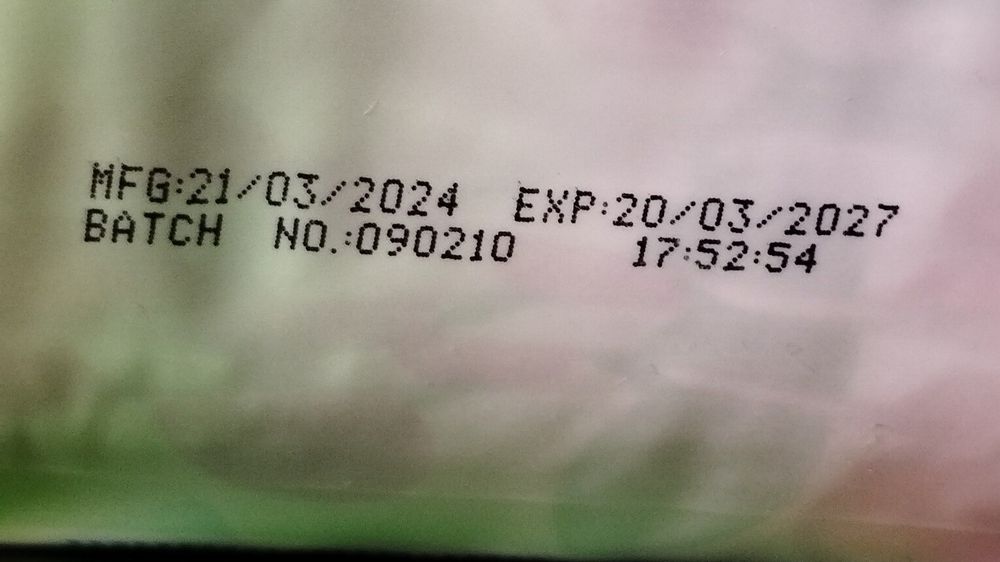 MFG:21/03/2024 EXP:20/03/2027
BATCH NO.:090210 17:52:54